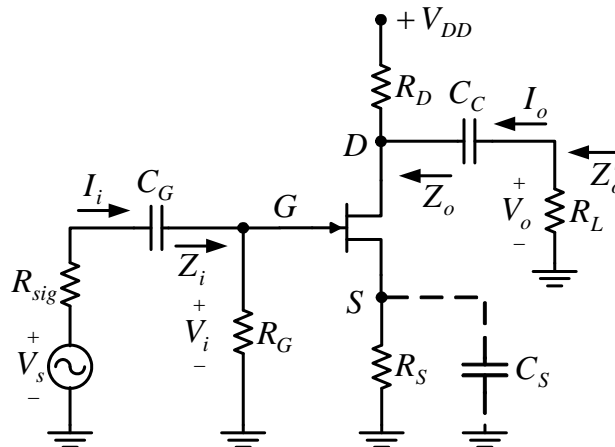 + V_DD
R_D
C_C
I_o
D
Z_o
Z_o
I_i
C_G
G
+
V_o
−
R_L
Z_i
R_sig
S
+
V_i
−
R_G
+
V_s
−
R_S
C_S